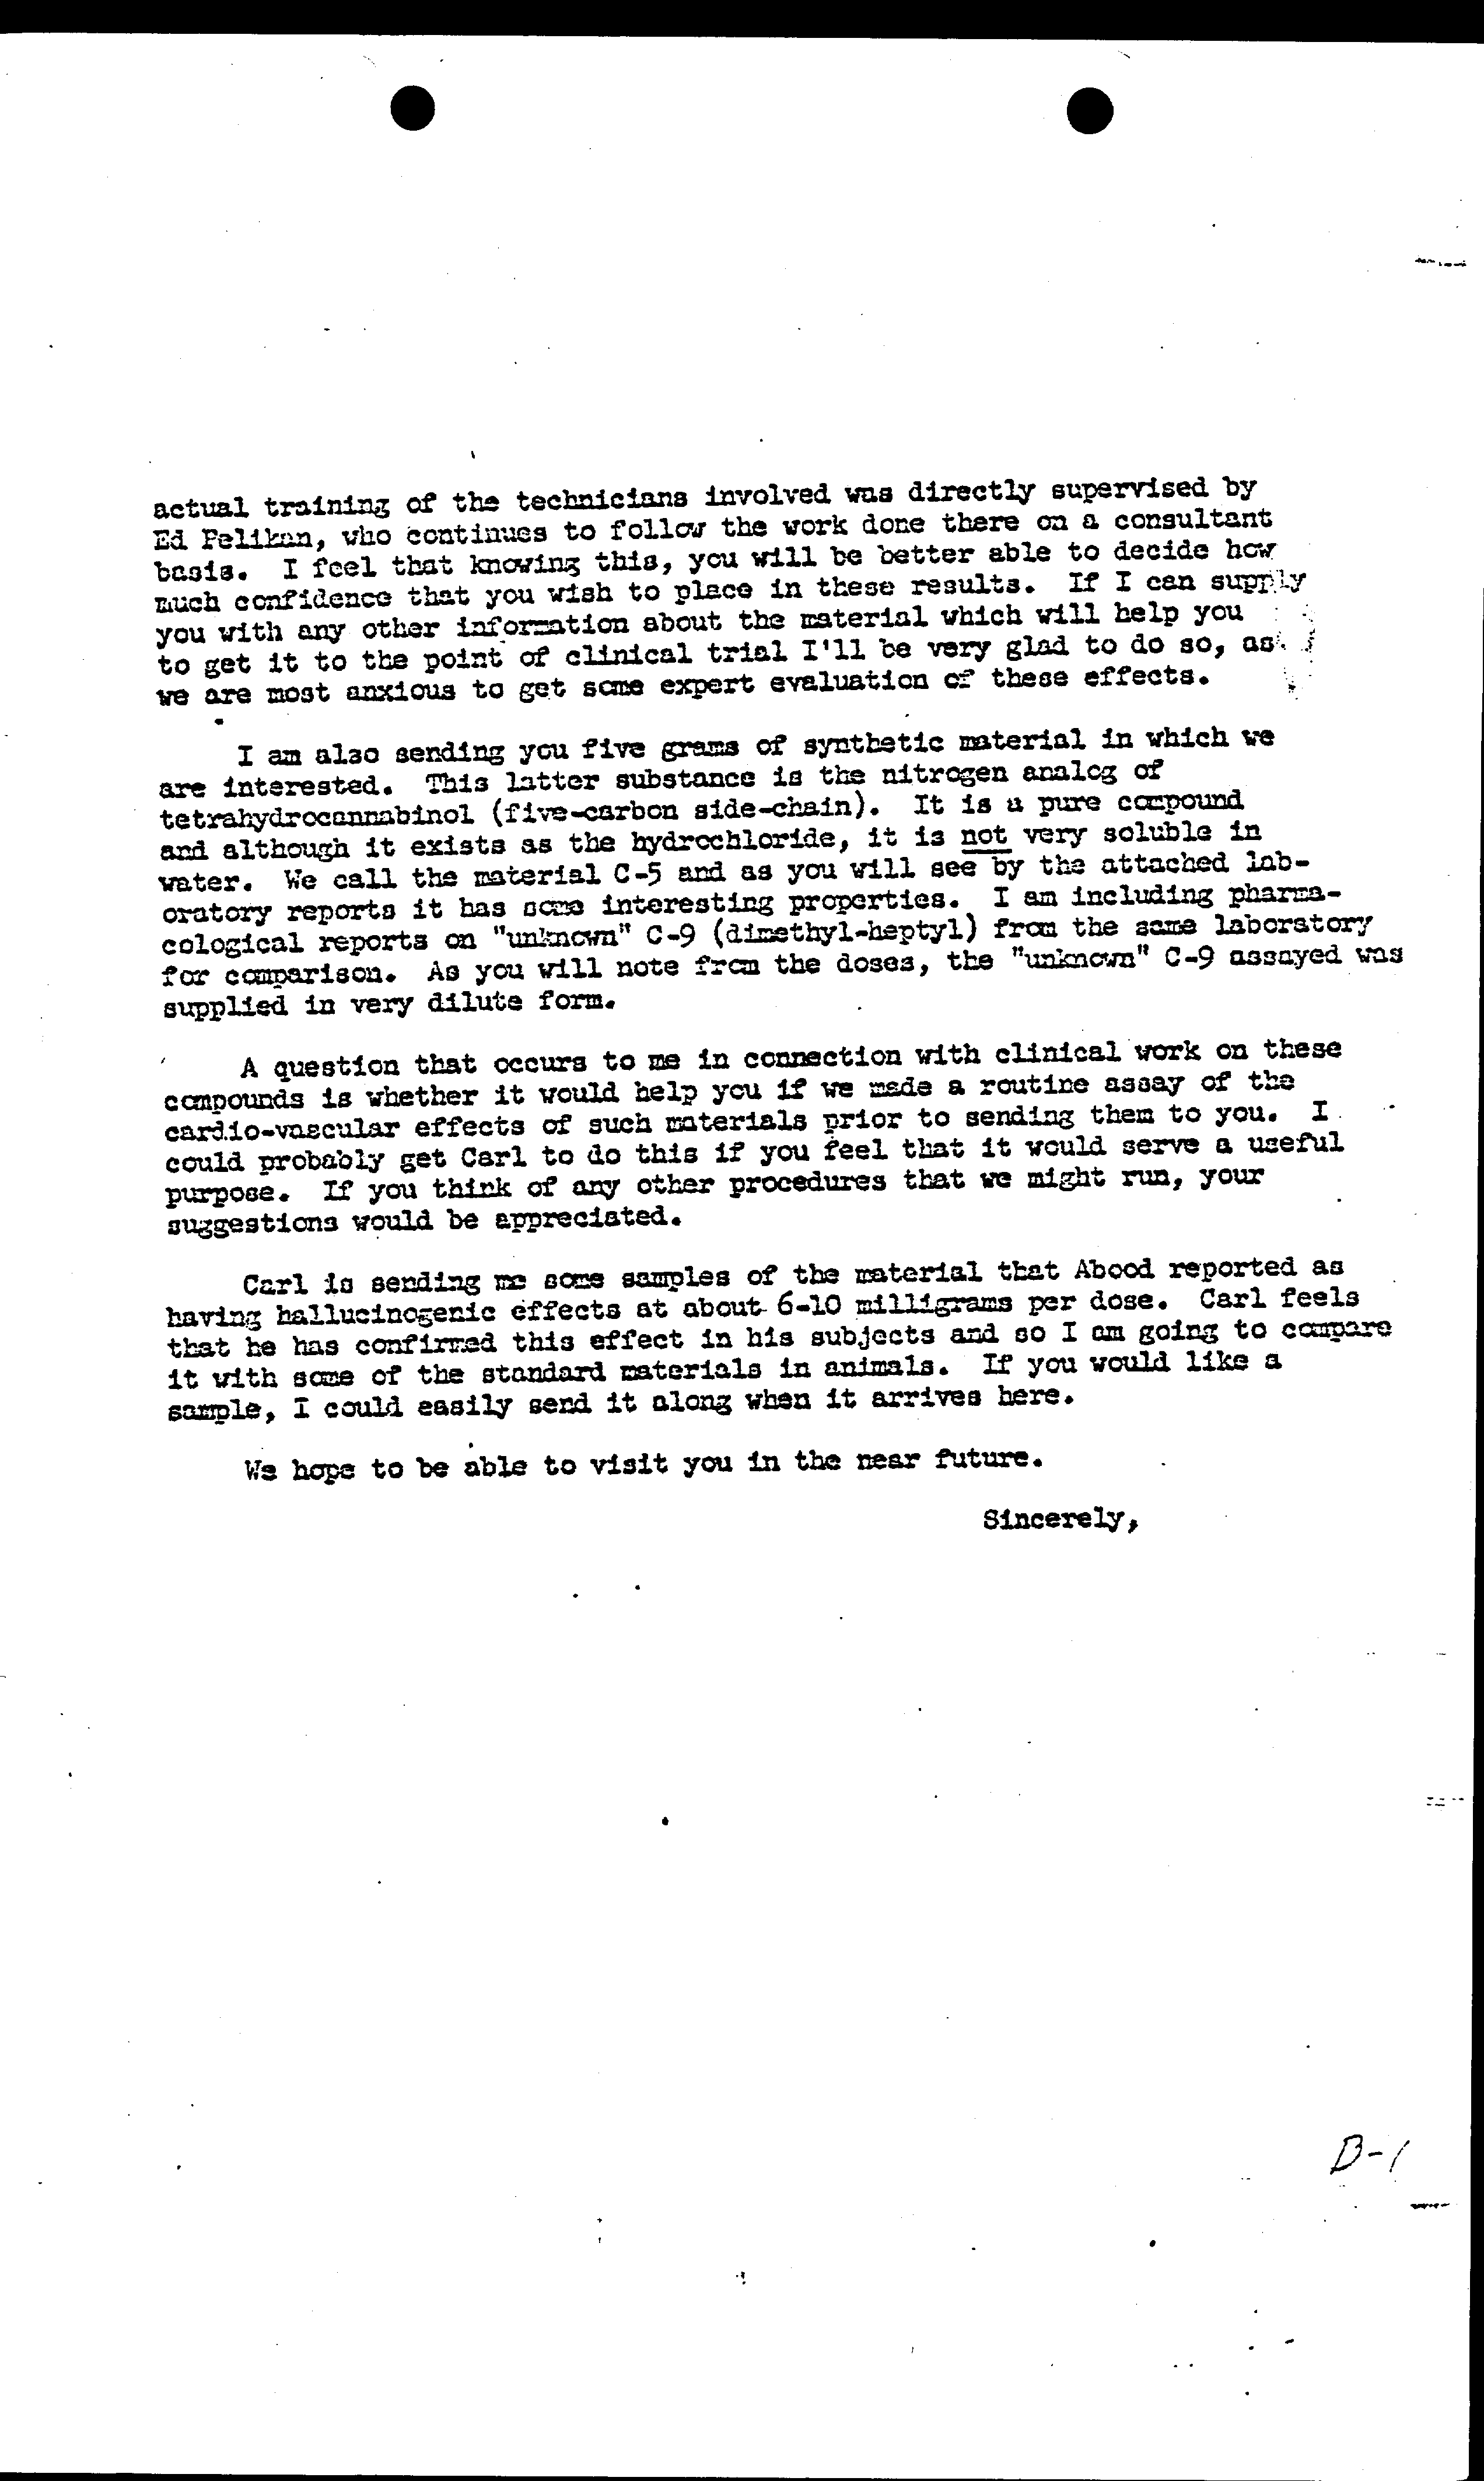 actual training of the technicians involved was directly supervised by
Ed Pelikan, who continues to follow the work done there on a consultant
basis. I feel that knowing this, you will be better able to decide how
much confidence that you wish to place in these results. If I can supply
you with any other information about the material which will help you
to get it to the point of clinical trial I'll be very glad to do so, as
we are most anxious to get some expert evaluation of these effects.
I am also sending you five grams of synthetic material in which we
are interested. This latter substance is the nitrogen analog of
tetrahydrocannabinol (five-carbon side-chain). It is a pure compound
and although it exists as the hydrochloride, it is not very soluble in
water. We call the material C-5 and as you will see by the attached lab-
oratory reports it has some interesting properties. I am including pharma-
cological reports on "unknown" C-9 (dimethyl-heptyl) from the same laboratory
for comparison. As you will note from the doses, the "unknown" C-9 assayed was
supplied in very dilute form.
A question that occurs to me in connection with clinical work on these
compounds is whether it would help you if we made a routine assay of the
cardio-vascular effects of such materials prior to sending them to you. I
could probably get Carl to do this if you feel that it would serve a useful
purpose. If you think of any other procedures that we might run, your
suggestions would be appreciated.
Carl is sending me some samples of the material that Abood reported as
having hallucinogenic effects at about 6-10 milligrams per dose. Carl feels
that he has confirmed this effect in his subjects and so I am going to compare
it with some of the standard materials in animals. If you would like a
sample, I could easily send it along when it arrives here.
We hope to be able to visit you in the near future.
Sincerely,
B-1